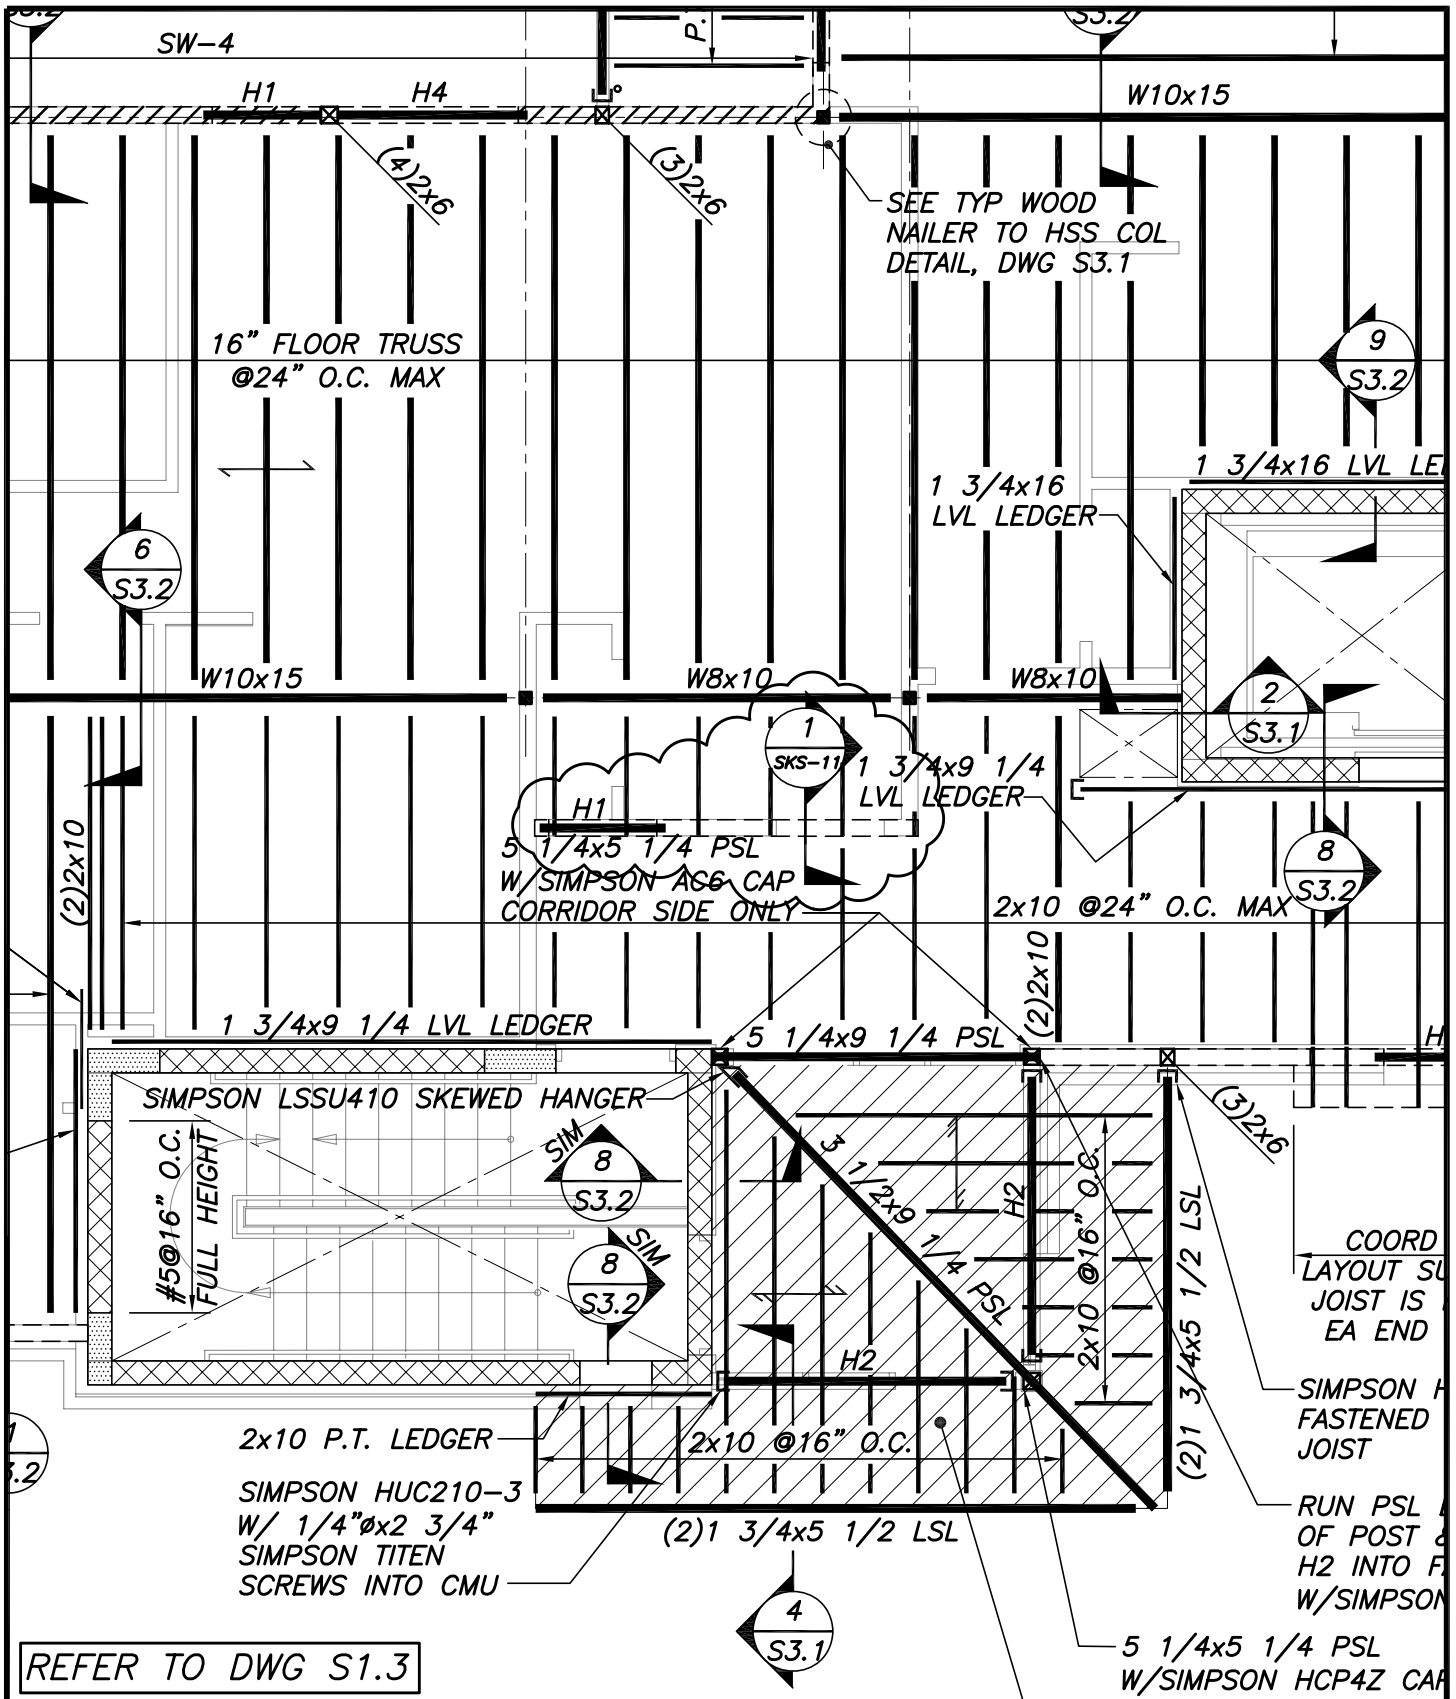 S3.2
S3.2
SW-4
P.
H1
H4
W10x15
(4)2x6
(3)2x6
SEE TYP WOOD
NAILER TO HSS COL
DETAIL, DWG S3.1
16" FLOOR TRUSS
@24" O.C. MAX
9
S3.2
1 3/4x16 LVL
1 3/4x16
LVL LEDGER
6
S3.2
W10x15
W8x10
W8x10
2
S3.1
1
SKS-11
1 3/4x9 1/4
LVL LEDGER
H1
5 1/4x5 1/4 PSL
W/SIMPSON AC6 CAP
CORRIDOR SIDE ONLY
(2)2x10
8
S3.2
2x10 @24" O.C. MAX
(2)2x10
1 3/4x9 1/4 LVL LEDGER
5 1/4x9 1/4 PSL
H
SIMPSON LSSU410 SKEWED HANGER
(3)2x6
#5@16" O.C.
FULL HEIGHT
SIM
8
S3.2
SIM
8
S3.2
3 1/2x9 1/4 PSL
H2
2x10 @16" O.C.
(2)1 3/4x5 1/2 LSL
COORD
LAYOUT
JOIST IS
EA END
H2
SIMPSON
FASTENED
JOIST
2x10 P.T. LEDGER
2x10 @16" O.C.
1
3.2
SIMPSON HUC210-3
W/ 1/4"øx2 3/4"
SIMPSON TITEN
SCREWS INTO CMU
(2)1 3/4x5 1/2 LSL
RUN PSL
OF POST &
H2 INTO
W/SIMPSON
4
S3.1
5 1/4x5 1/4 PSL
W/SIMPSON HCP4Z CAP
REFER TO DWG S1.3